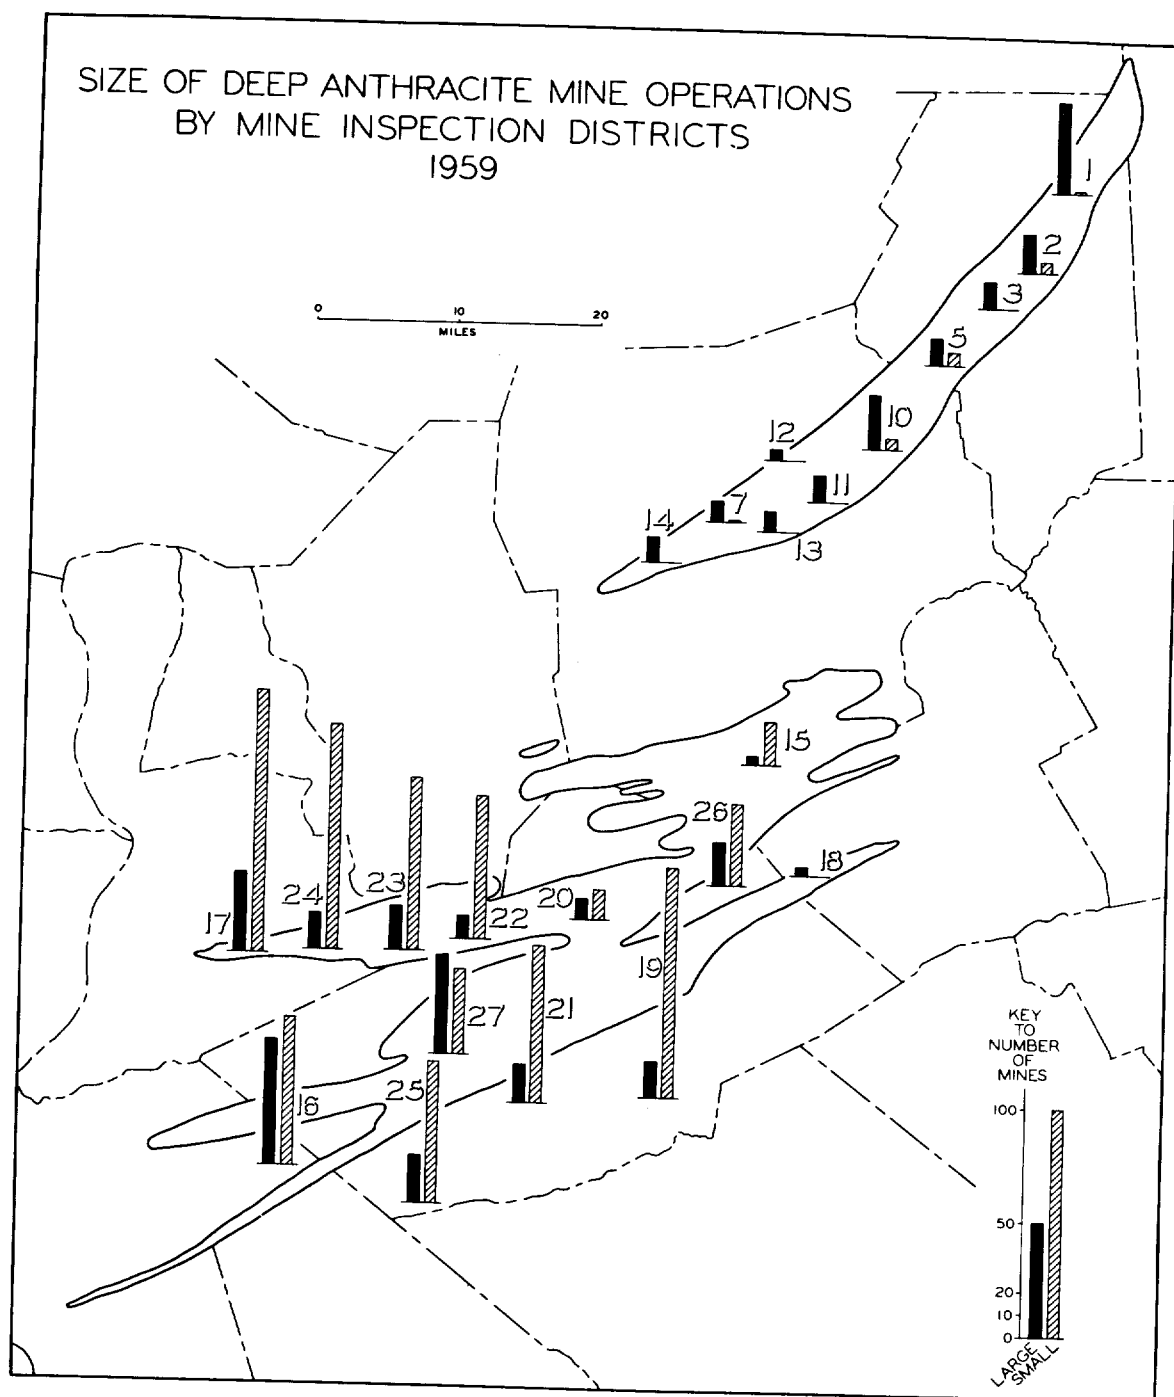 SIZE OF DEEP ANTHRACITE MINE OPERATIONS
BY MINE INSPECTION DISTRICTS
1959
0 10 20
MILES
1
2
3
5
10
12
11
7
14
13
15
26
18
23
24
20
22
17
19
21
27
25
16
KEY
TO
NUMBER
OF
MINES
100
50
20
10
0
LARGE
SMALL